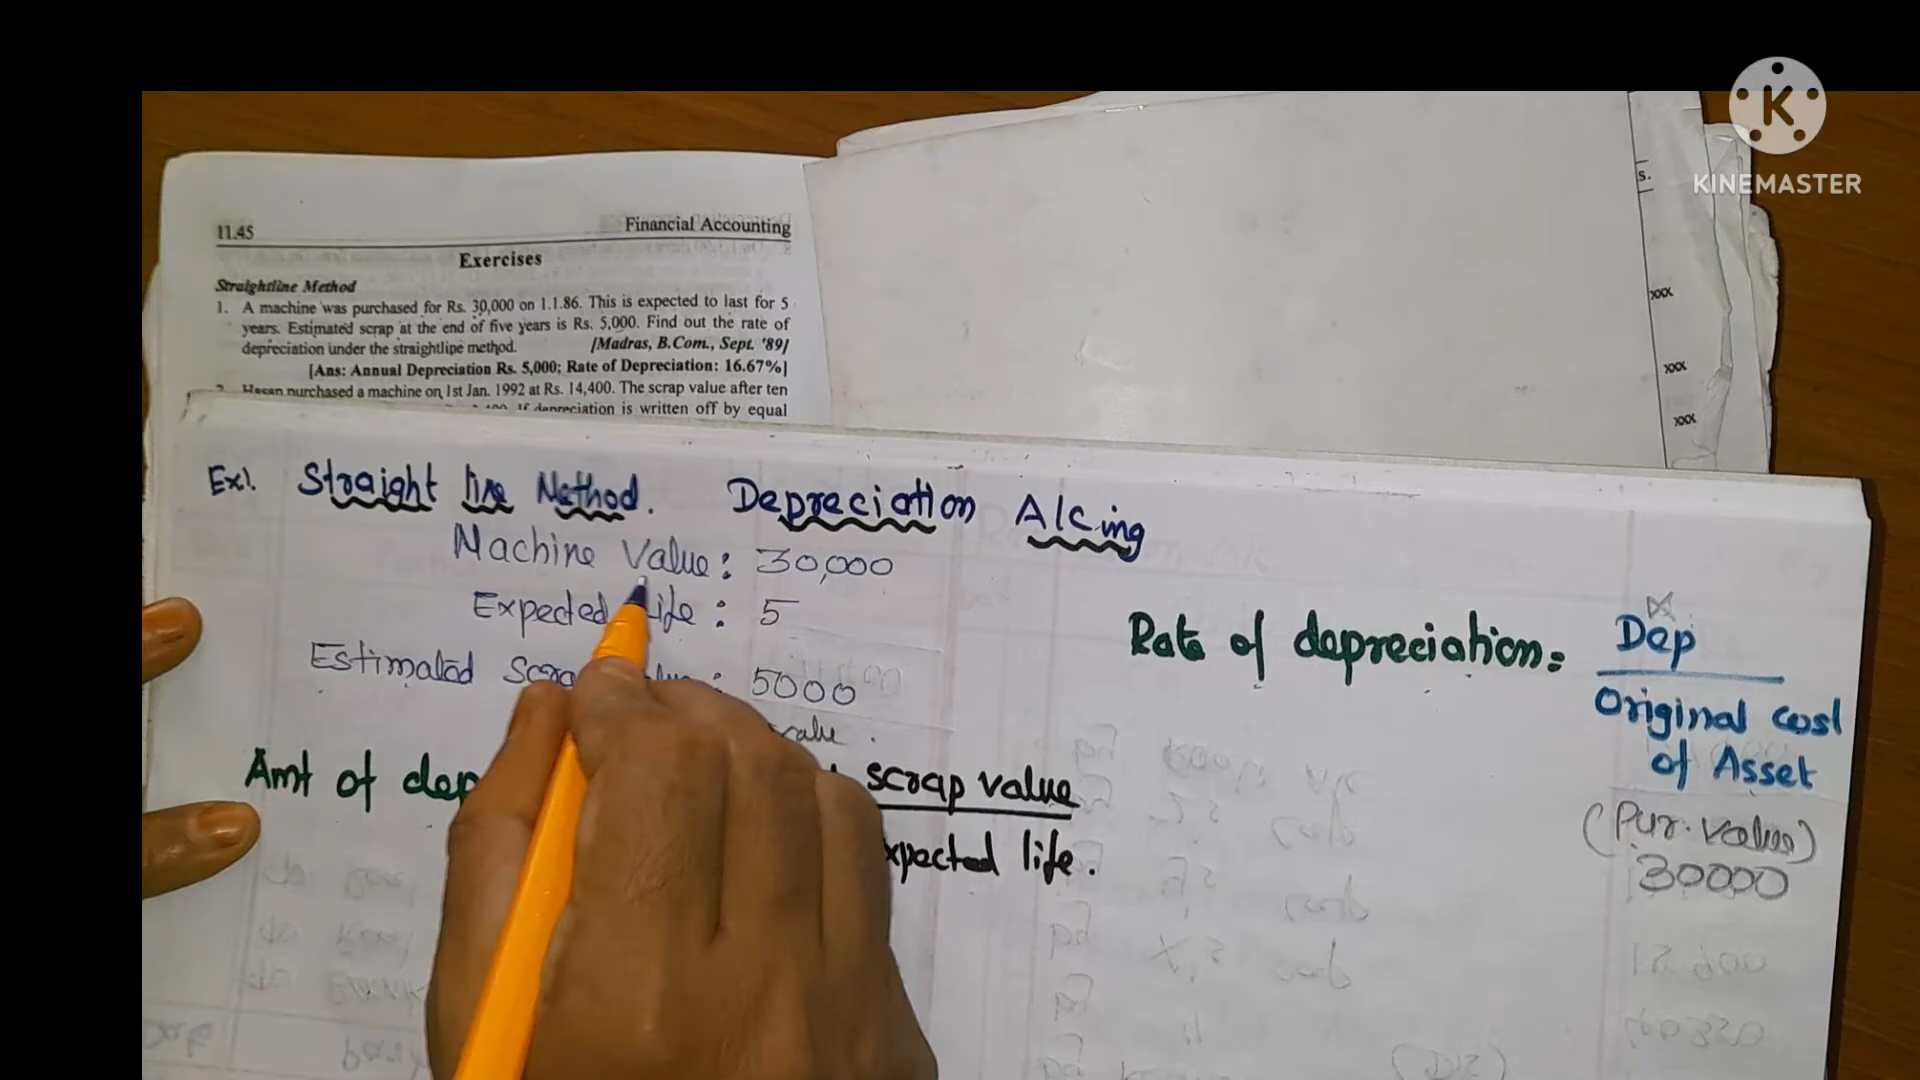 KINEMASTER
s.
xxx
xxx
xxx
11.45 Financial Accounting
Exercises
Straightline Method
1. A machine was purchased for Rs. 30,000 on 1.1.86. This is expected to last for 5
years. Estimated scrap at the end of five years is Rs. 5,000. Find out the rate of
depreciation under the straightline method. [Madras, B.Com., Sept. '89]
[Ans: Annual Depreciation Rs. 5,000; Rate of Depreciation: 16.67%]
Hasan purchased a machine on 1st Jan. 1992 at Rs. 14,400. The scrap value after ten
If depreciation is written off by equal
Ex1. Straight line Method. Depreciation A/cing
Machine Value: 30,000
Expected life: 5
Estimated : 5000
value.
Amt of scrap value
life.
Rate of depreciation= Dep
Original cost
of Asset
(Pur. value)
30000